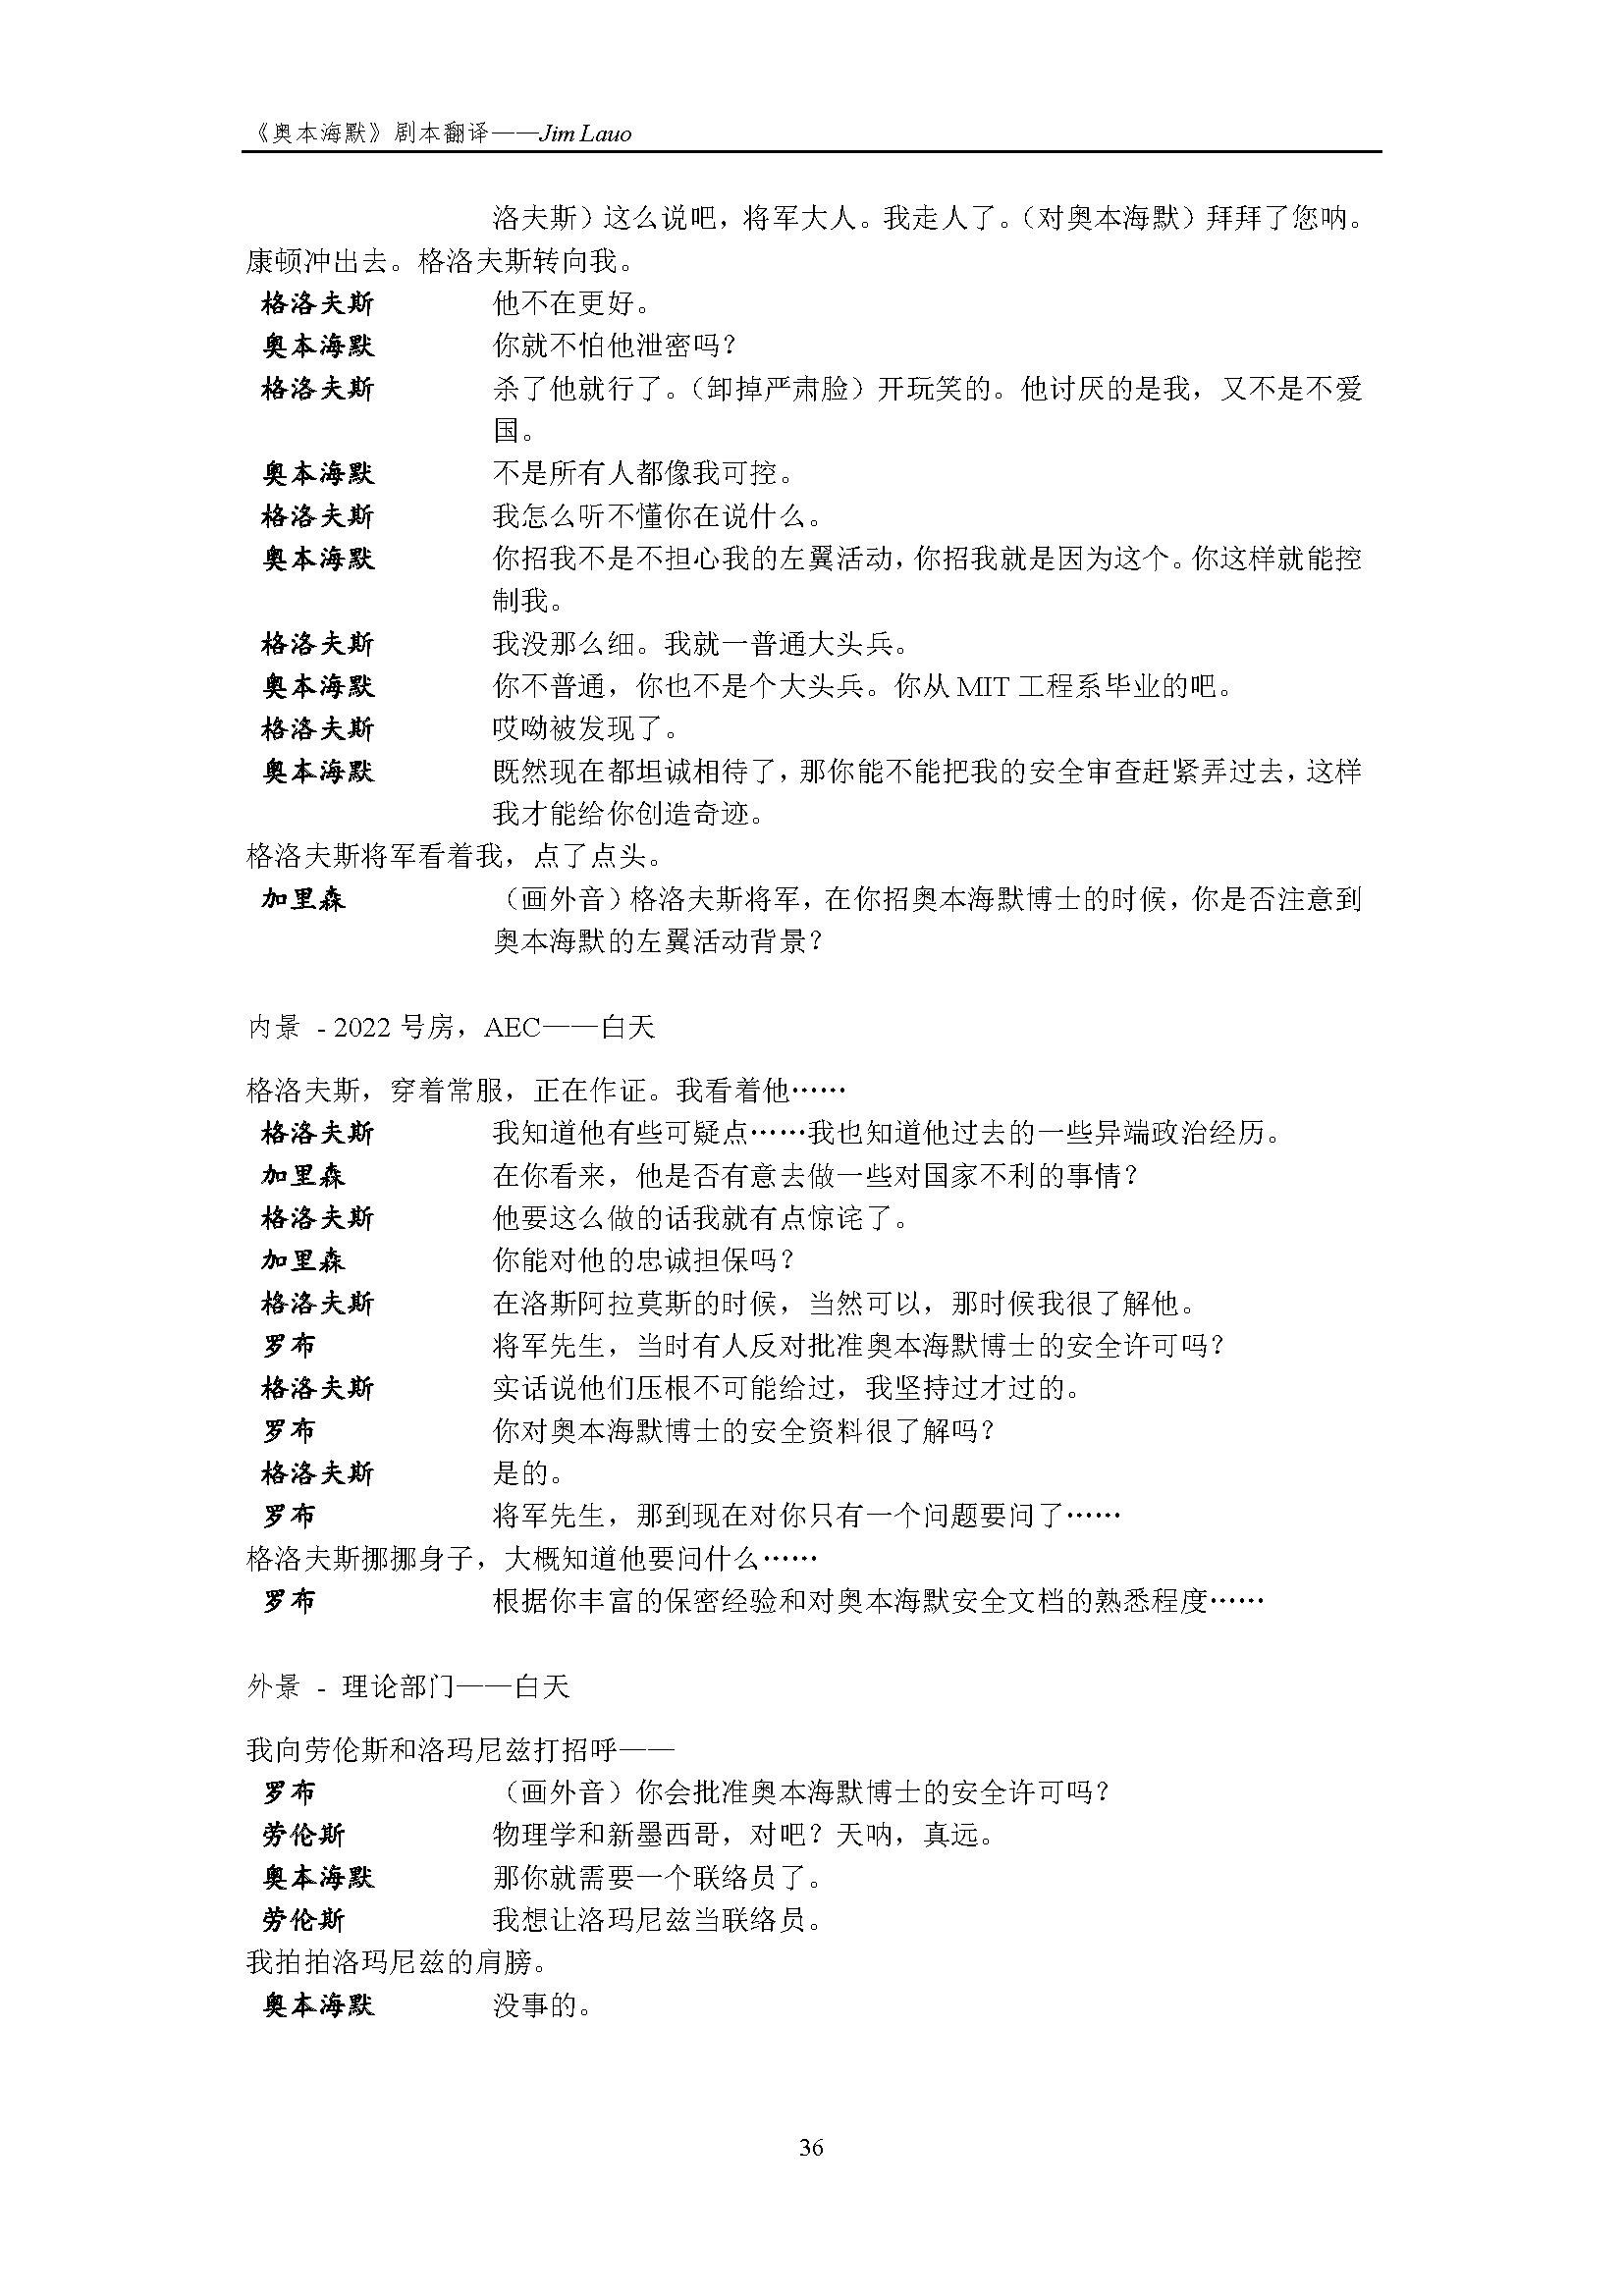 《奥本海默》剧本翻译——Jim Lauo
洛夫斯）这么说吧，将军大人。我走人了。（对奥本海默）拜拜了您呐。
康顿冲出去。格洛夫斯转向我。
格洛夫斯 他不在更好。
奥本海默 你就不怕他泄密吗？
格洛夫斯 杀了他就行了。（卸掉严肃脸）开玩笑的。他讨厌的是我，又不是不爱
国。
奥本海默 不是所有人都像我可控。
格洛夫斯 我怎么听不懂你在说什么。
奥本海默 你招我不是不担心我的左翼活动，你招我就是因为这个。你这样就能控
制我。
格洛夫斯 我没那么细。我就一普通大头兵。
奥本海默 你不普通，你也不是个大头兵。你从 MIT 工程系毕业的吧。
格洛夫斯 哎呦被发现了。
奥本海默 既然现在都坦诚相待了，那你能不能把我的安全审查赶紧弄过去，这样
我才能给你创造奇迹。
格洛夫斯将军看着我，点了点头。
加里森 （画外音）格洛夫斯将军，在你招奥本海默博士的时候，你是否注意到
奥本海默的左翼活动背景？
内景 - 2022 号房，AEC——白天
格洛夫斯，穿着常服，正在作证。我看着他……
格洛夫斯 我知道他有些可疑点……我也知道他过去的一些异端政治经历。
加里森 在你看来，他是否有意去做一些对国家不利的事情？
格洛夫斯 他要这么做的话我就有点惊诧了。
加里森 你能对他的忠诚担保吗？
格洛夫斯 在洛斯阿拉莫斯的时候，当然可以，那时候我很了解他。
罗布 将军先生，当时有人反对批准奥本海默博士的安全许可吗？
格洛夫斯 实话说他们压根不可能给过，我坚持过才过的。
罗布 你对奥本海默博士的安全资料很了解吗？
格洛夫斯 是的。
罗布 将军先生，那到现在对你只有一个问题要问了……
格洛夫斯挪挪身子，大概知道他要问什么……
罗布 根据你丰富的保密经验和对奥本海默安全文档的熟悉程度……
外景 - 理论部门——白天
我向劳伦斯和洛玛尼兹打招呼——
罗布 （画外音）你会批准奥本海默博士的安全许可吗？
劳伦斯 物理学和新墨西哥，对吧？天呐，真远。
奥本海默 那你就需要一个联络员了。
劳伦斯 我想让洛玛尼兹当联络员。
我拍拍洛玛尼兹的肩膀。
奥本海默 没事的。
36